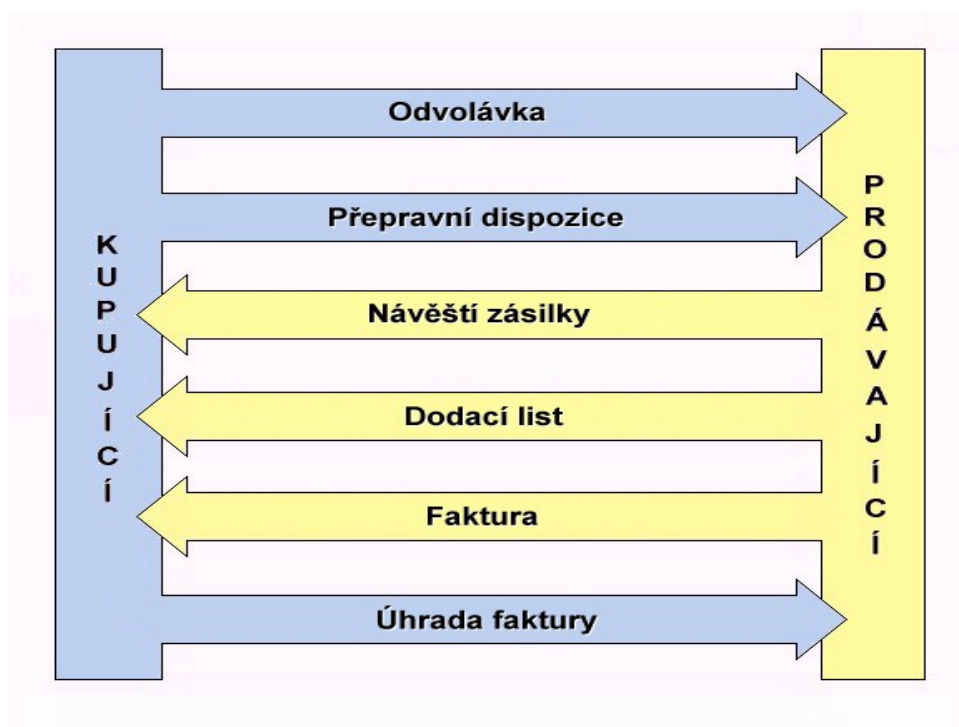 Odvolávka
Přepravní dispozice
Návěští zásilky
Dodací list
Faktura
Úhrada faktury
KUPUJÍCÍ
PRODÁVAJÍCÍ